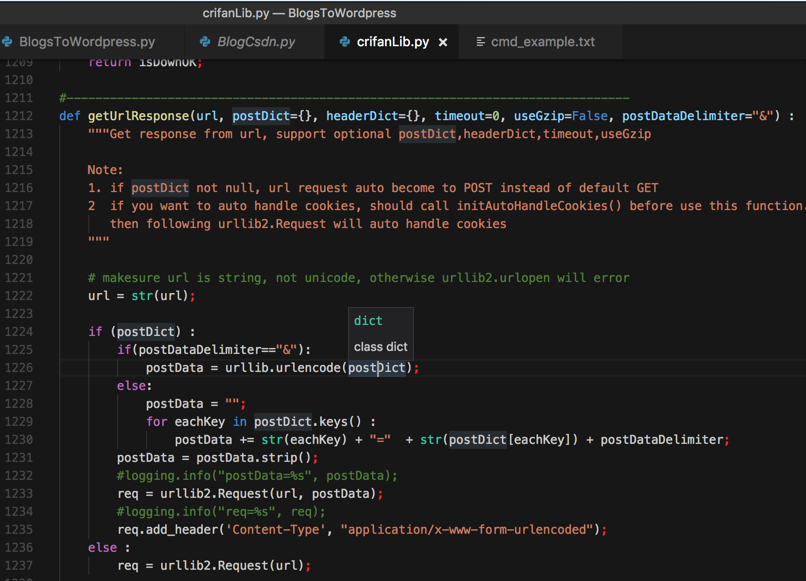 crifanLib.py — BlogsToWordpress
BlogsToWordpress.py BlogCsdn.py crifanLib.py × cmd_example.txt
1209 return isDownOK;
1210
1211 #------------------------------------------------------------------------------
1212 def getUrlResponse(url, postDict={}, headerDict={}, timeout=0, useGzip=False, postDataDelimiter="&") :
1213 """Get response from url, support optional postDict,headerDict,timeout,useGzip
1214
1215 Note:
1216 1. if postDict not null, url request auto become to POST instead of default GET
1217 2 if you want to auto handle cookies, should call initAutoHandleCookies() before use this function.
1218 then following urllib2.Request will auto handle cookies
1219 """
1220
1221 # makesure url is string, not unicode, otherwise urllib2.urlopen will error
1222 url = str(url);
1223
dict
1224 if (postDict) :
class dict
1225 if(postDataDelimiter=="&"):
1226 postData = urllib.urlencode(postDict);
1227 else:
1228 postData = "";
1229 for eachKey in postDict.keys() :
1230 postData += str(eachKey) + "=" + str(postDict[eachKey]) + postDataDelimiter;
1231 postData = postData.strip();
1232 #logging.info("postData=%s", postData);
1233 req = urllib2.Request(url, postData);
1234 #logging.info("req=%s", req);
1235 req.add_header('Content-Type', "application/x-www-form-urlencoded");
1236 else :
1237 req = urllib2.Request(url);